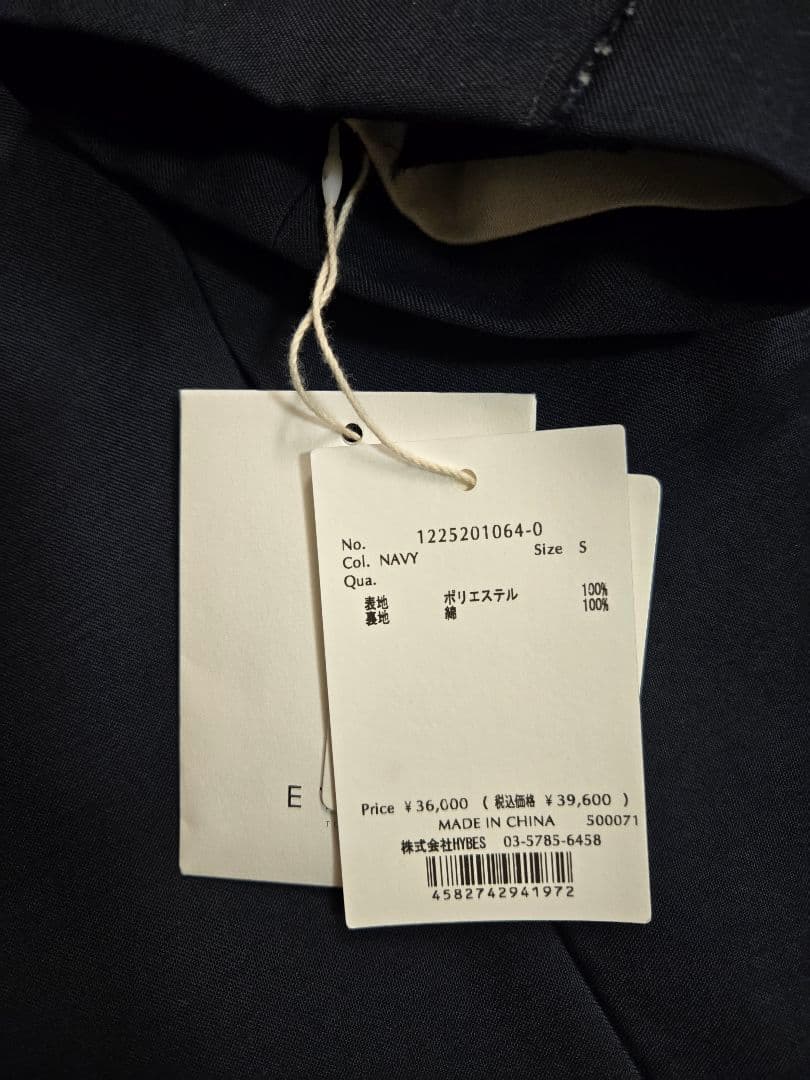 No. 1225201064-0
Col. NAVY Size S
Qua.
表地 ポリエステル 100%
裏地 綿 100%
Price ¥36,000 ( 税込価格 ¥39,600 )
MADE IN CHINA 500071
株式会社HYBES 03-5785-6458
4582742941972
E